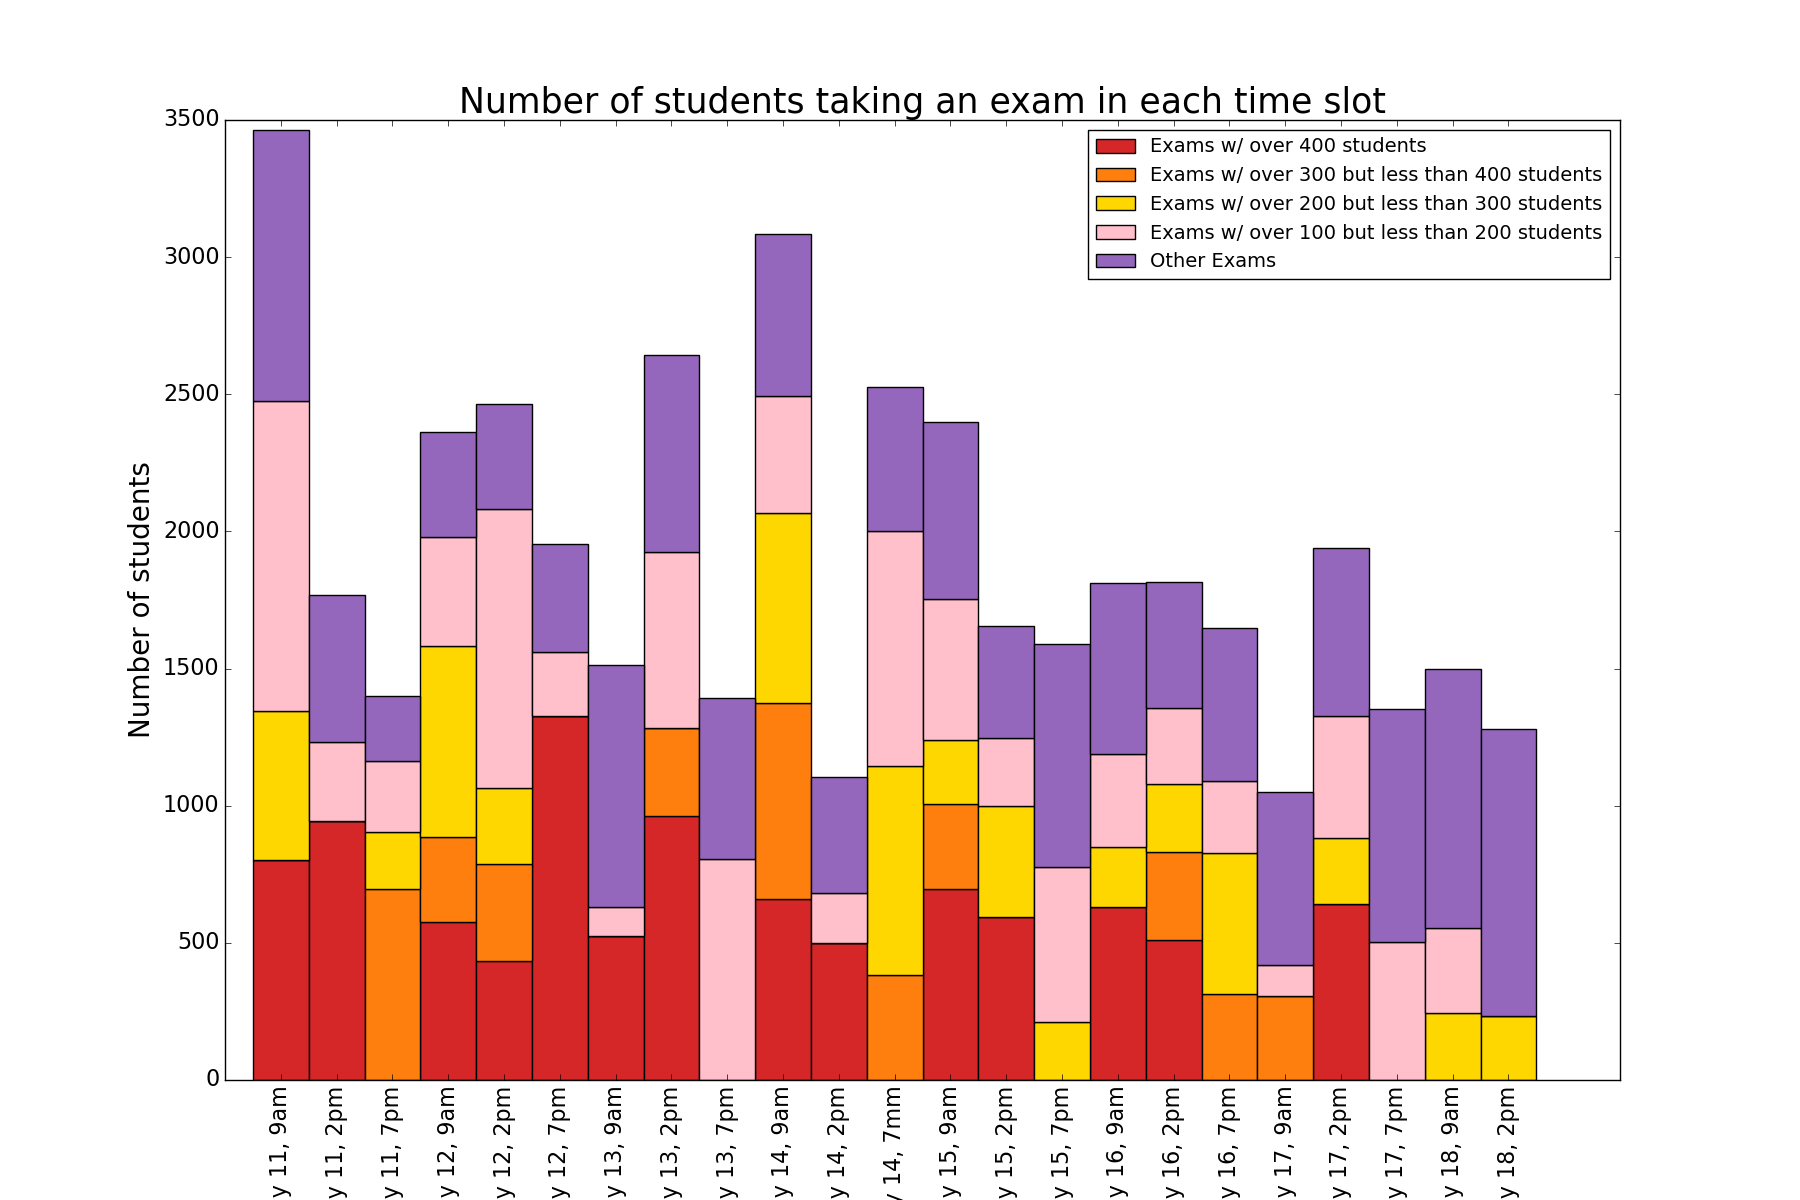 Number of students taking an exam in each time slot
Exams w/ over 400 students
Exams w/ over 300 but less than 400 students
Exams w/ over 200 but less than 300 students
Exams w/ over 100 but less than 200 students
Other Exams
Number of students
3500
3000
2500
2000
1500
1000
500
0
y 11, 9am
y 11, 2pm
y 11, 7pm
y 12, 9am
y 12, 2pm
y 12, 7pm
y 13, 9am
y 13, 2pm
y 13, 7pm
y 14, 9am
y 14, 2pm
y 14, 7mm
y 15, 9am
y 15, 2pm
y 15, 7pm
y 16, 9am
y 16, 2pm
y 16, 7pm
y 17, 9am
y 17, 2pm
y 17, 7pm
y 18, 9am
y 18, 2pm